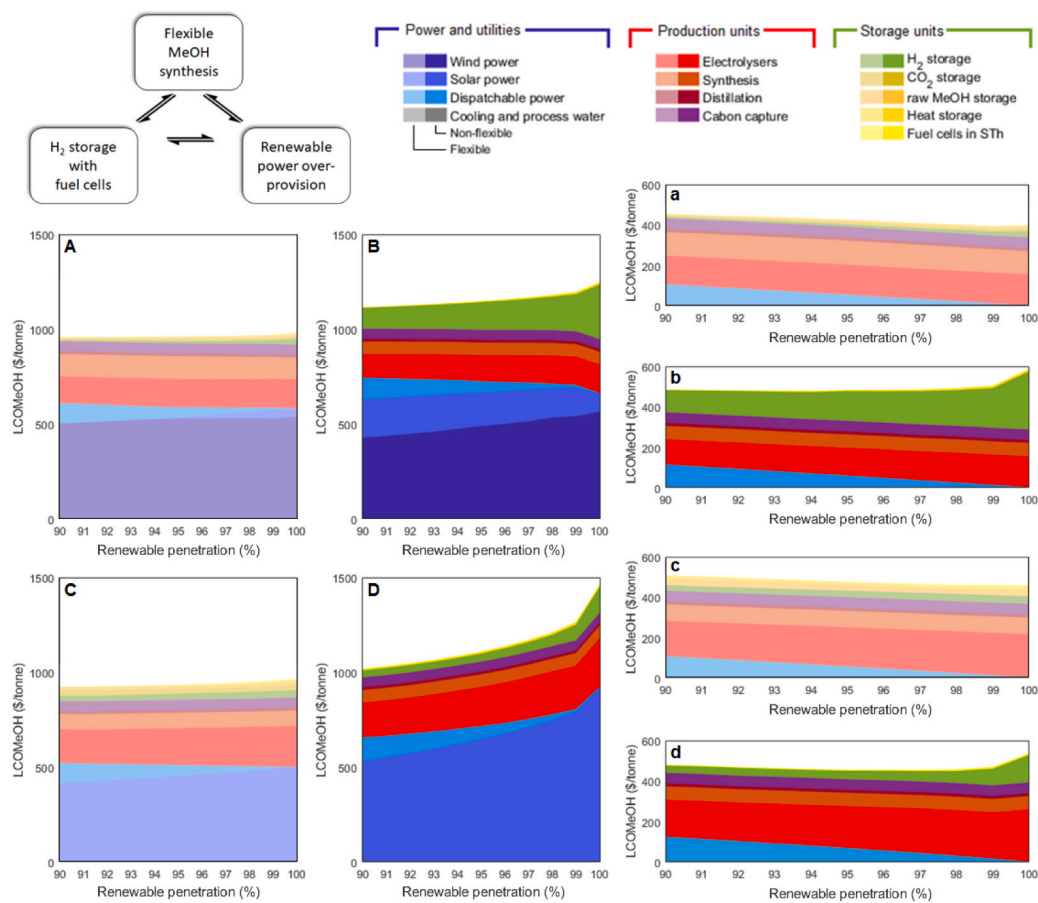 Flexible
MeOH
synthesis
H2 storage
with
fuel cells
Renewable
power over-
provision
Power and utilities
Wind power
Solar power
Dispatchable power
Cooling and process water
Non-flexible
Flexible
Production units
Electrolysers
Synthesis
Distillation
Cabon capture
Storage units
H2 storage
CO2 storage
raw MeOH storage
Heat storage
Fuel cells in STh
A
LCOMeOH ($/tonne)
1500
1000
500
0
90 91 92 93 94 95 96 97 98 99 100
Renewable penetration (%)
B
LCOMeOH ($/tonne)
1500
1000
500
0
90 91 92 93 94 95 96 97 98 99 100
Renewable penetration (%)
a
LCOMeOH ($/tonne)
600
400
200
0
90 91 92 93 94 95 96 97 98 99 100
Renewable penetration (%)
b
LCOMeOH ($/tonne)
600
400
200
0
90 91 92 93 94 95 96 97 98 99 100
Renewable penetration (%)
C
LCOMeOH ($/tonne)
1500
1000
500
0
90 91 92 93 94 95 96 97 98 99 100
Renewable penetration (%)
D
LCOMeOH ($/tonne)
1500
1000
500
0
90 91 92 93 94 95 96 97 98 99 100
Renewable penetration (%)
c
LCOMeOH ($/tonne)
600
400
200
0
90 91 92 93 94 95 96 97 98 99 100
Renewable penetration (%)
d
LCOMeOH ($/tonne)
600
400
200
0
90 91 92 93 94 95 96 97 98 99 100
Renewable penetration (%)